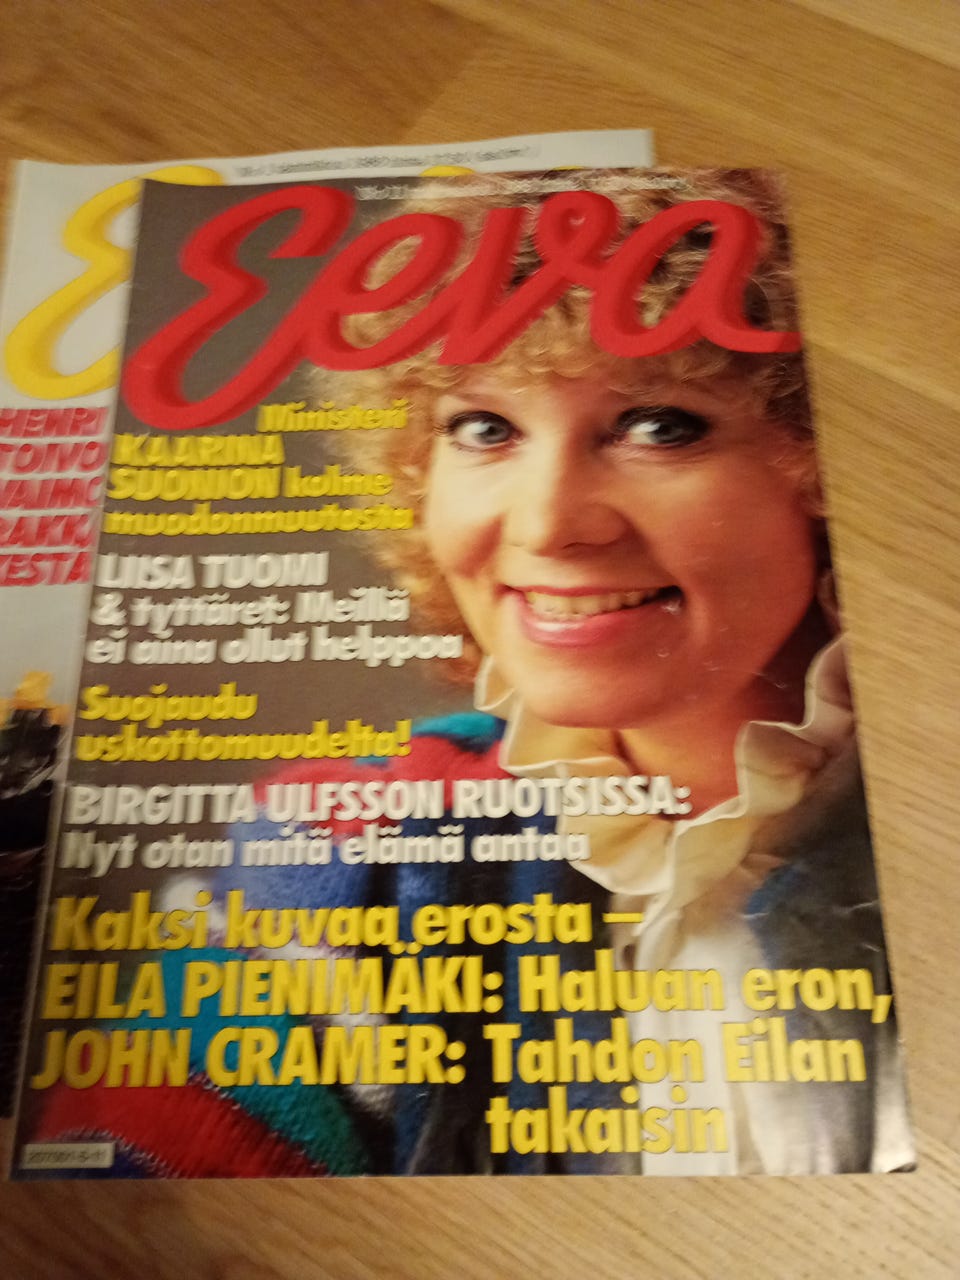 Eeva
Ministeri
KAARINA
SUONION kolme
muodonmuutosta
LIISA TUOMI
& tyttäret: Meillä
ei aina ollut helppoa
Suojaudu
uskottomuudelta!
BIRGITTA ULFSSON RUOTSISSA:
Nyt otan mitä elämä antaa
Kaksi kuvaa erosta –
EILA PIENIMÄKI: Haluan eron,
JOHN CRAMER: Tahdon Eilan
takaisin
E
HENRI
TOIVO
VAIMO
RAKK
KESTÄ